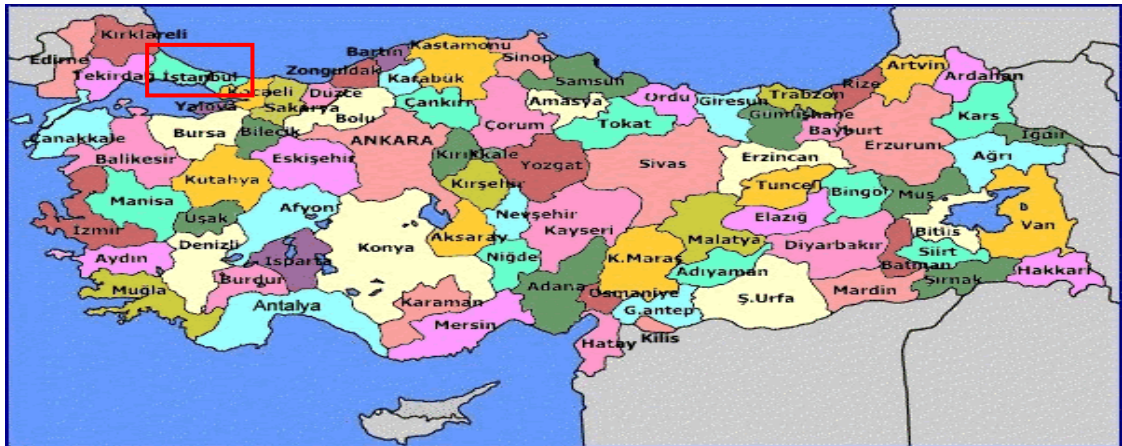 Kırklareli
Edirne
Tekirdağ
İstanbul
Kocaeli
Yalova
Sakarya
Düzce
Zonguldak
Bartın
Karabük
Kastamonu
Sinop
Samsun
Çankırı
Bolu
Amasya
Ordu
Giresun
Trabzon
Rize
Artvin
Ardahan
Kars
Iğdır
Gümüşhane
Bayburt
Tokat
Çorum
Çanakkale
Bursa
Bilecik
Balikesir
Eskişehir
ANKARA
Kırıkkale
Yozgat
Sivas
Erzincan
Erzurum
Ağrı
Kutahya
Kırşehir
Tunceli
Bingöl
Muş
Manisa
Uşak
Afyon
Nevşehir
Elazığ
Bitlis
Van
İzmir
Denizli
Konya
Aksaray
Kayseri
Malatya
Diyarbakır
Siirt
Aydın
Isparta
Niğde
K.Maraş
Adıyaman
Batman
Hakkari
Muğla
Burdur
Adana
Osmaniye
Mardin
Şırnak
Antalya
Karaman
G.antep
Ş.Urfa
Mersin
Hatay
Kilis